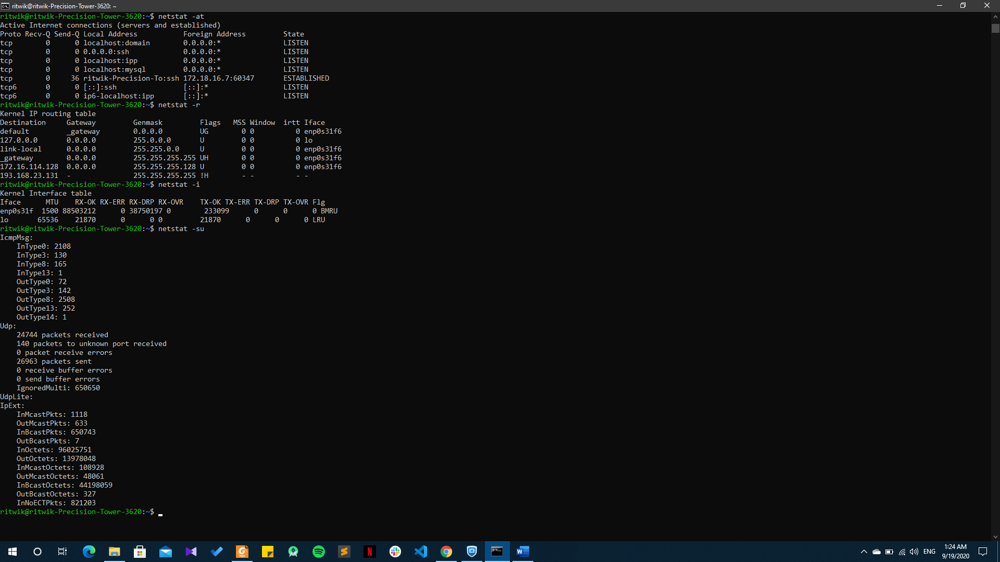 ritwik@ritwik-Precision-Tower-3620: ~
ritwik@ritwik-Precision-Tower-3620:~$ netstat -at
Active Internet connections (servers and established)
Proto Recv-Q Send-Q Local Address           Foreign Address         State
tcp        0      0 localhost:domain        0.0.0.0:*               LISTEN
tcp        0      0 0.0.0.0:ssh             0.0.0.0:*               LISTEN
tcp        0      0 localhost:ipp           0.0.0.0:*               LISTEN
tcp        0      0 localhost:mysql         0.0.0.0:*               LISTEN
tcp        0     36 ritwik-Precision-To:ssh 172.18.16.7:60347       ESTABLISHED
tcp6       0      0 [::]:ssh                [::]:*                  LISTEN
tcp6       0      0 ip6-localhost:ipp       [::]:*                  LISTEN
ritwik@ritwik-Precision-Tower-3620:~$ netstat -r
Kernel IP routing table
Destination     Gateway         Genmask         Flags   MSS Window  irtt Iface
default         _gateway        0.0.0.0         UG        0 0          0 enp0s31f6
127.0.0.0       0.0.0.0         255.0.0.0       U         0 0          0 lo
link-local      0.0.0.0         255.255.0.0     U         0 0          0 enp0s31f6
_gateway        0.0.0.0         255.255.255.255 UH        0 0          0 enp0s31f6
172.16.114.128  0.0.0.0         255.255.255.128 U         0 0          0 enp0s31f6
193.168.23.131  -               255.255.255.255 !H        - -          - -
ritwik@ritwik-Precision-Tower-3620:~$ netstat -i
Kernel Interface table
Iface      MTU    RX-OK RX-ERR RX-DRP RX-OVR    TX-OK TX-ERR TX-DRP TX-OVR Flg
enp0s31f  1500 88503212      0 38750197 0        233099      0      0      0 BMRU
lo       65536    21870      0      0 0         21870      0      0      0 LRU
ritwik@ritwik-Precision-Tower-3620:~$ netstat -su
IcmpMsg:
    InType0: 2108
    InType3: 130
    InType8: 165
    InType13: 1
    OutType0: 72
    OutType3: 142
    OutType8: 2508
    OutType13: 252
    OutType14: 1
Udp:
    24744 packets received
    140 packets to unknown port received
    0 packet receive errors
    26963 packets sent
    0 receive buffer errors
    0 send buffer errors
    IgnoredMulti: 650650
UdpLite:
IpExt:
    InMcastPkts: 1118
    OutMcastPkts: 633
    InBcastPkts: 650743
    OutBcastPkts: 7
    InOctets: 96025751
    OutOctets: 13978048
    InMcastOctets: 108928
    OutMcastOctets: 48061
    InBcastOctets: 44198059
    OutBcastOctets: 327
    InNoECTPkts: 821203
ritwik@ritwik-Precision-Tower-3620:~$
ENG
1:24 AM
9/19/2020